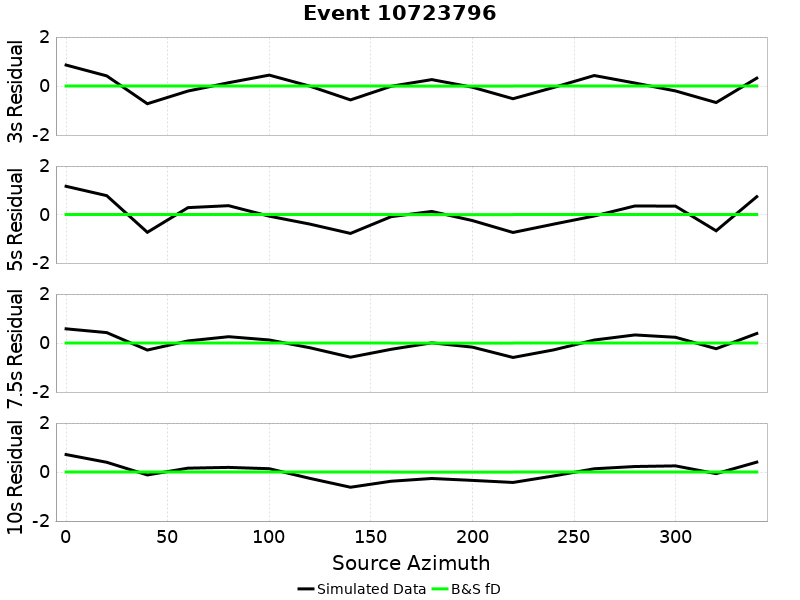 Event 10723796
3s Residual
2
0
-2
5s Residual
2
0
-2
7.5s Residual
2
0
-2
10s Residual
2
0
-2
0 50 100 150 200 250 300
Source Azimuth
Simulated Data B&S fD